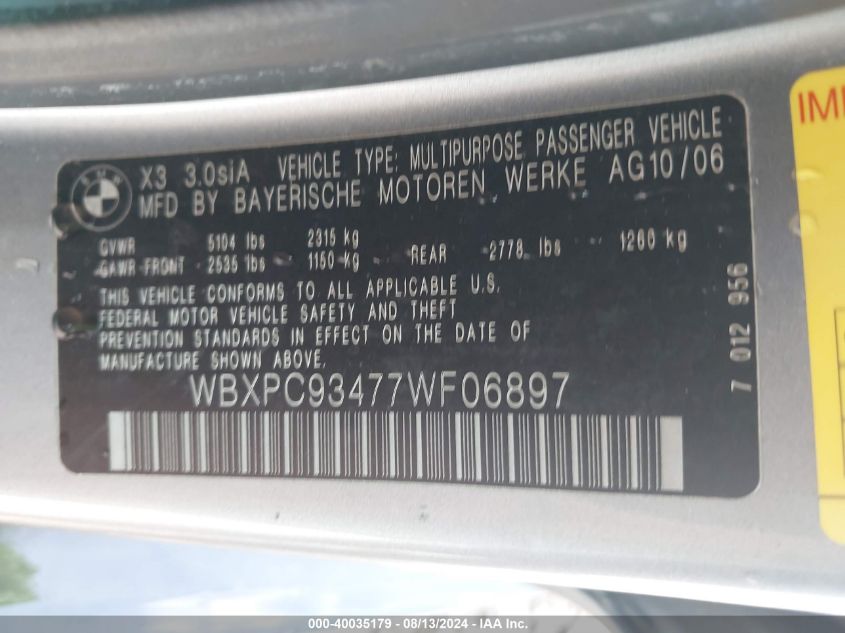 BMW
X3 3.0siA VEHICLE TYPE: MULTIPURPOSE PASSENGER VEHICLE
MFD BY BAYERISCHE MOTOREN WERKE AG10/06
GVWR 5104 lbs 2315 kg
GAWR-FRONT 2535 lbs 1150 kg REAR 2778 lbs 1260 kg
THIS VEHICLE CONFORMS TO ALL APPLICABLE U.S.
FEDERAL MOTOR VEHICLE SAFETY AND THEFT
PREVENTION STANDARDS IN EFFECT ON THE DATE OF
MANUFACTURE SHOWN ABOVE.
WBXPC93477WF06897
7 012 956
© 000-40035179 - 08/13/2024 - IAAI.COM